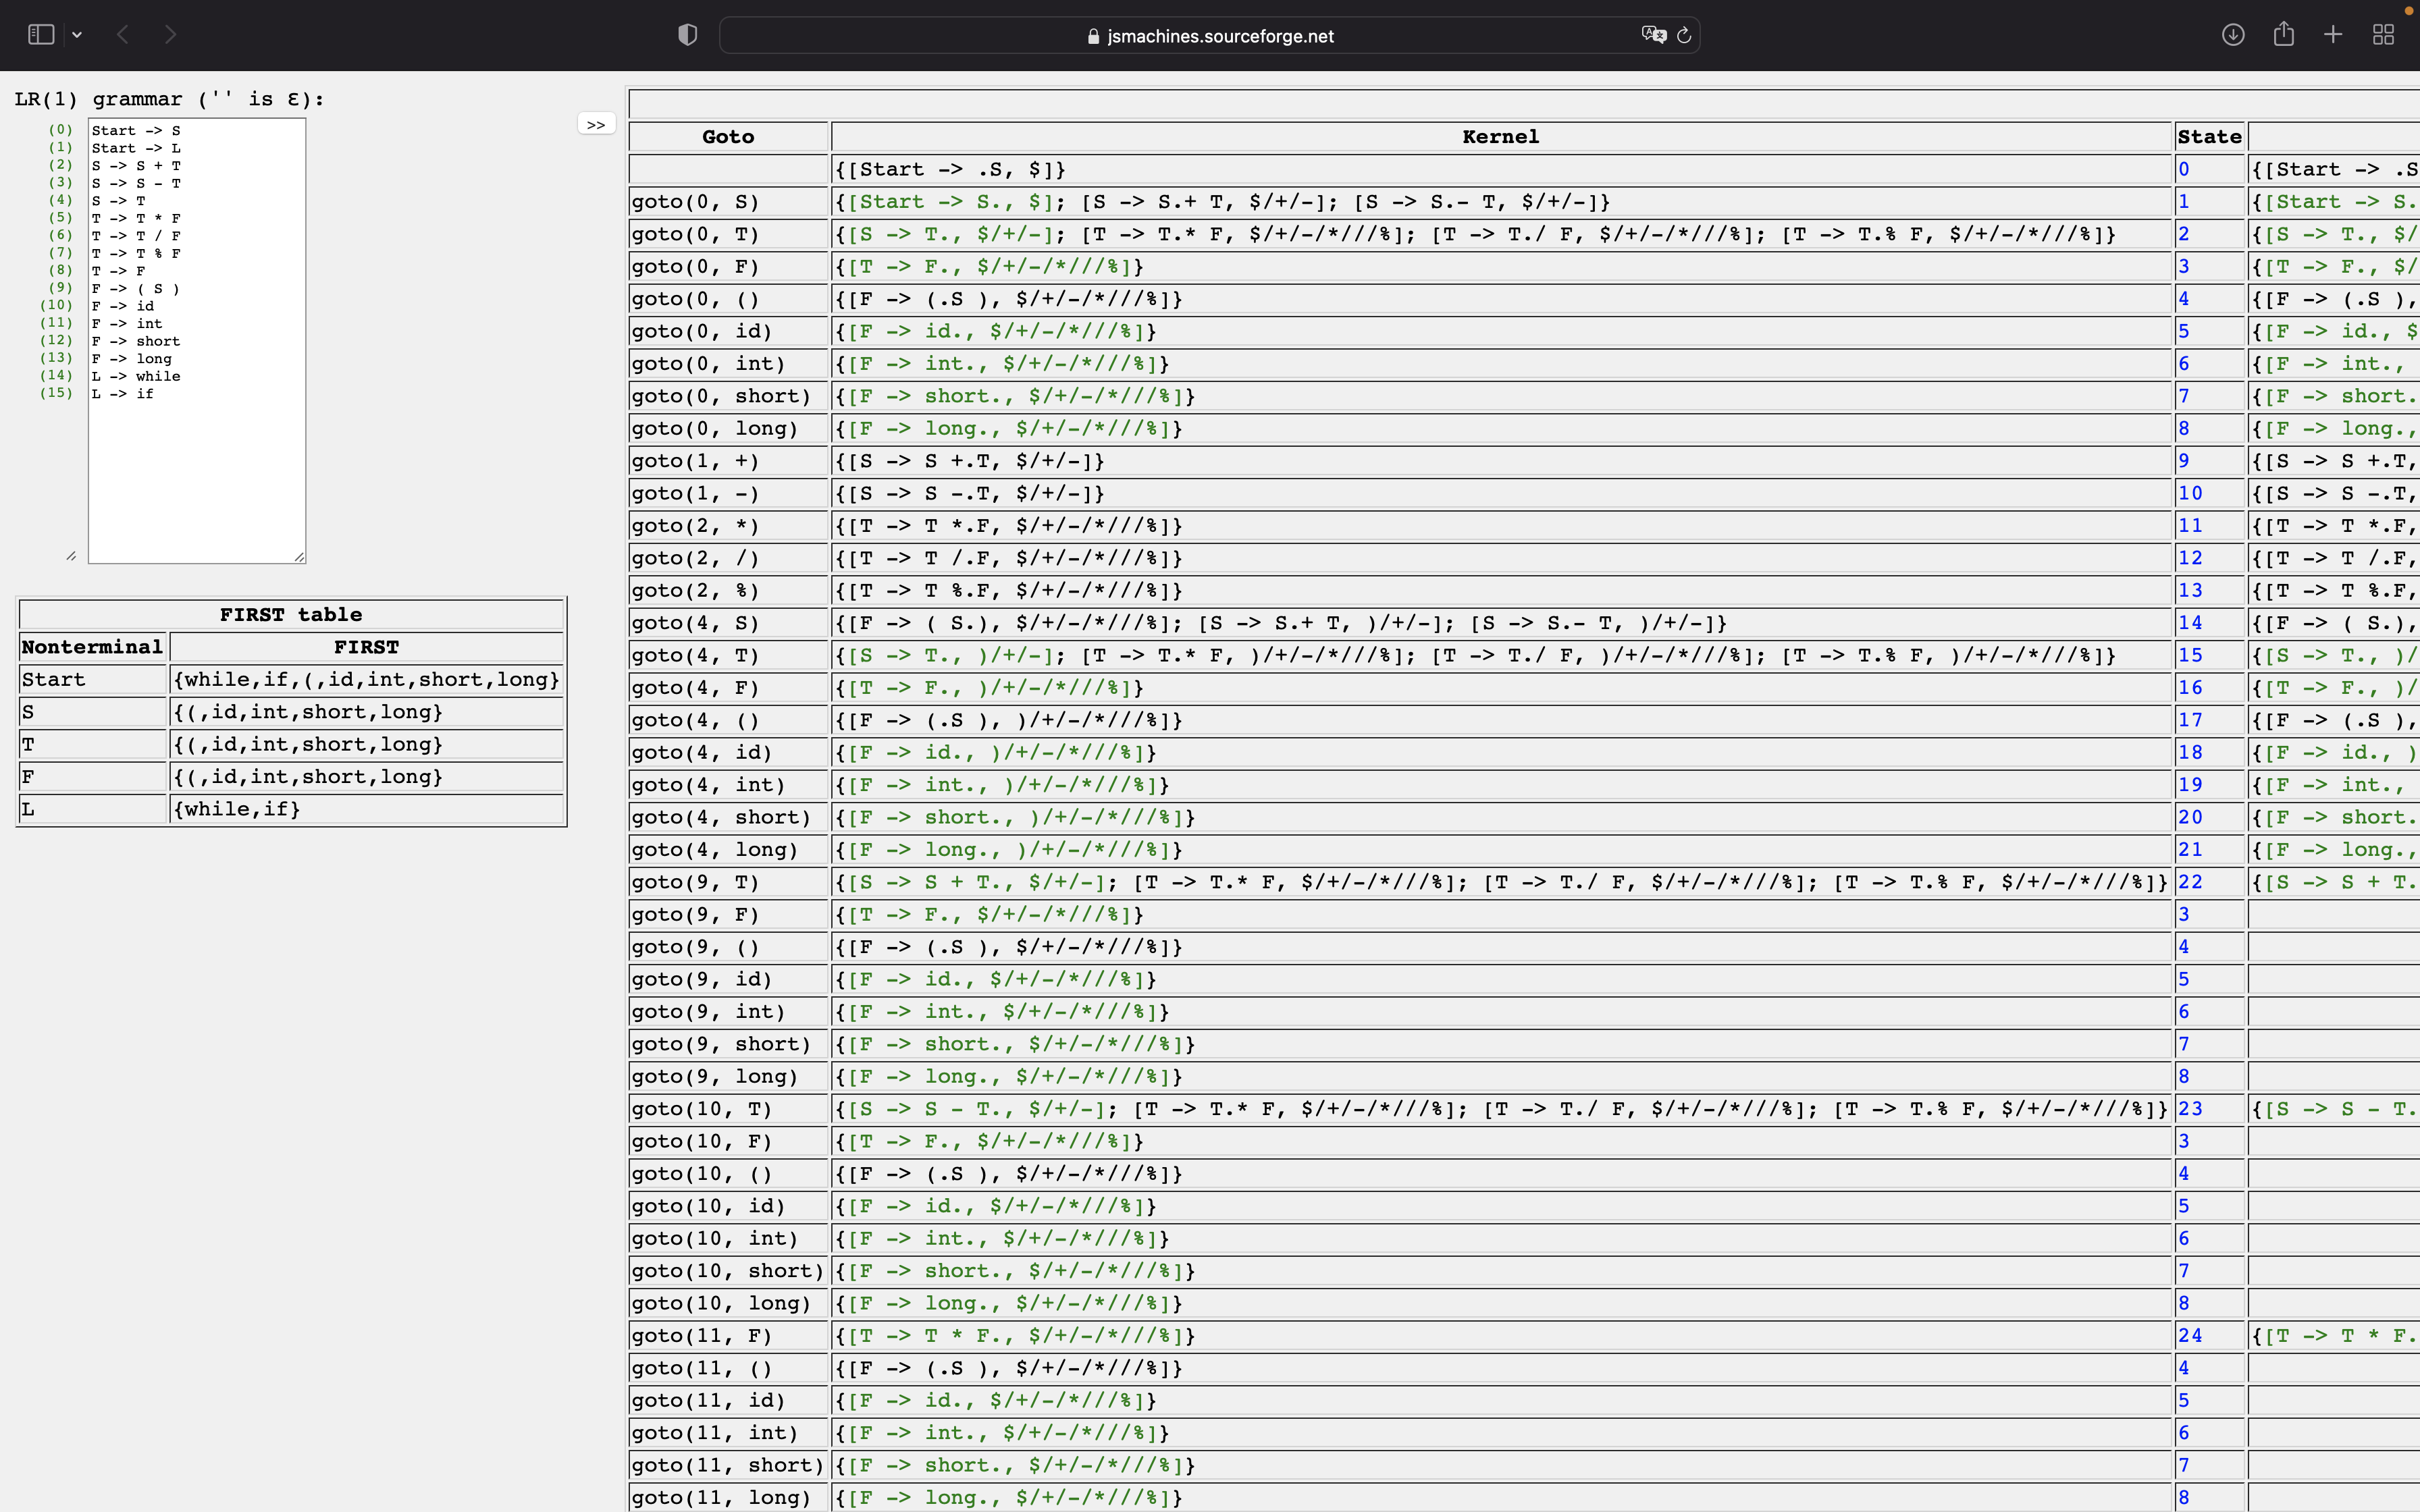 jsmachines.sourceforge.net
LR(1) grammar ('' is ε):
(0) Start -> S
(1) Start -> L
(2) S -> S + T
(3) S -> S - T
(4) S -> T
(5) T -> T * F
(6) T -> T / F
(7) T -> T % F
(8) T -> F
(9) F -> ( S )
(10) F -> id
(11) F -> int
(12) F -> short
(13) F -> long
(14) L -> while
(15) L -> if
FIRST table
Nonterminal FIRST
Start {while,if,(,id,int,short,long}
S {(,id,int,short,long}
T {(,id,int,short,long}
F {(,id,int,short,long}
L {while,if}
>>
Goto Kernel State
{[Start -> .S, $]} 0 {[Start -> .S
goto(0, S) {[Start -> S., $]; [S -> S.+ T, $/+/-]; [S -> S.- T, $/+/-]} 1 {[Start -> S.
goto(0, T) {[S -> T., $/+/-]; [T -> T.* F, $/+/-/*///%]; [T -> T./ F, $/+/-/*///%]; [T -> T.% F, $/+/-/*///%]} 2 {[S -> T., $/
goto(0, F) {[T -> F., $/+/-/*///%]} 3 {[T -> F., $/
goto(0, () {[F -> (.S ), $/+/-/*///%]} 4 {[F -> (.S ),
goto(0, id) {[F -> id., $/+/-/*///%]} 5 {[F -> id., $
goto(0, int) {[F -> int., $/+/-/*///%]} 6 {[F -> int.,
goto(0, short) {[F -> short., $/+/-/*///%]} 7 {[F -> short.
goto(0, long) {[F -> long., $/+/-/*///%]} 8 {[F -> long.,
goto(1, +) {[S -> S +.T, $/+/-]} 9 {[S -> S +.T,
goto(1, -) {[S -> S -.T, $/+/-]} 10 {[S -> S -.T,
goto(2, *) {[T -> T *.F, $/+/-/*///%]} 11 {[T -> T *.F,
goto(2, /) {[T -> T /.F, $/+/-/*///%]} 12 {[T -> T /.F,
goto(2, %) {[T -> T %.F, $/+/-/*///%]} 13 {[T -> T %.F,
goto(4, S) {[F -> ( S.), $/+/-/*///%]; [S -> S.+ T, )/+/-]; [S -> S.- T, )/+/-]} 14 {[F -> ( S.),
goto(4, T) {[S -> T., )/+/-]; [T -> T.* F, )/+/-/*///%]; [T -> T./ F, )/+/-/*///%]; [T -> T.% F, )/+/-/*///%]} 15 {[S -> T., )/
goto(4, F) {[T -> F., )/+/-/*///%]} 16 {[T -> F., )/
goto(4, () {[F -> (.S ), )/+/-/*///%]} 17 {[F -> (.S ),
goto(4, id) {[F -> id., )/+/-/*///%]} 18 {[F -> id., )
goto(4, int) {[F -> int., )/+/-/*///%]} 19 {[F -> int.,
goto(4, short) {[F -> short., )/+/-/*///%]} 20 {[F -> short.
goto(4, long) {[F -> long., )/+/-/*///%]} 21 {[F -> long.,
goto(9, T) {[S -> S + T., $/+/-]; [T -> T.* F, $/+/-/*///%]; [T -> T./ F, $/+/-/*///%]; [T -> T.% F, $/+/-/*///%]} 22 {[S -> S + T.
goto(9, F) {[T -> F., $/+/-/*///%]} 3
goto(9, () {[F -> (.S ), $/+/-/*///%]} 4
goto(9, id) {[F -> id., $/+/-/*///%]} 5
goto(9, int) {[F -> int., $/+/-/*///%]} 6
goto(9, short) {[F -> short., $/+/-/*///%]} 7
goto(9, long) {[F -> long., $/+/-/*///%]} 8
goto(10, T) {[S -> S - T., $/+/-]; [T -> T.* F, $/+/-/*///%]; [T -> T./ F, $/+/-/*///%]; [T -> T.% F, $/+/-/*///%]} 23 {[S -> S - T.
goto(10, F) {[T -> F., $/+/-/*///%]} 3
goto(10, () {[F -> (.S ), $/+/-/*///%]} 4
goto(10, id) {[F -> id., $/+/-/*///%]} 5
goto(10, int) {[F -> int., $/+/-/*///%]} 6
goto(10, short) {[F -> short., $/+/-/*///%]} 7
goto(10, long) {[F -> long., $/+/-/*///%]} 8
goto(11, F) {[T -> T * F., $/+/-/*///%]} 24 {[T -> T * F.
goto(11, () {[F -> (.S ), $/+/-/*///%]} 4
goto(11, id) {[F -> id., $/+/-/*///%]} 5
goto(11, int) {[F -> int., $/+/-/*///%]} 6
goto(11, short) {[F -> short., $/+/-/*///%]} 7
goto(11, long) {[F -> long., $/+/-/*///%]} 8